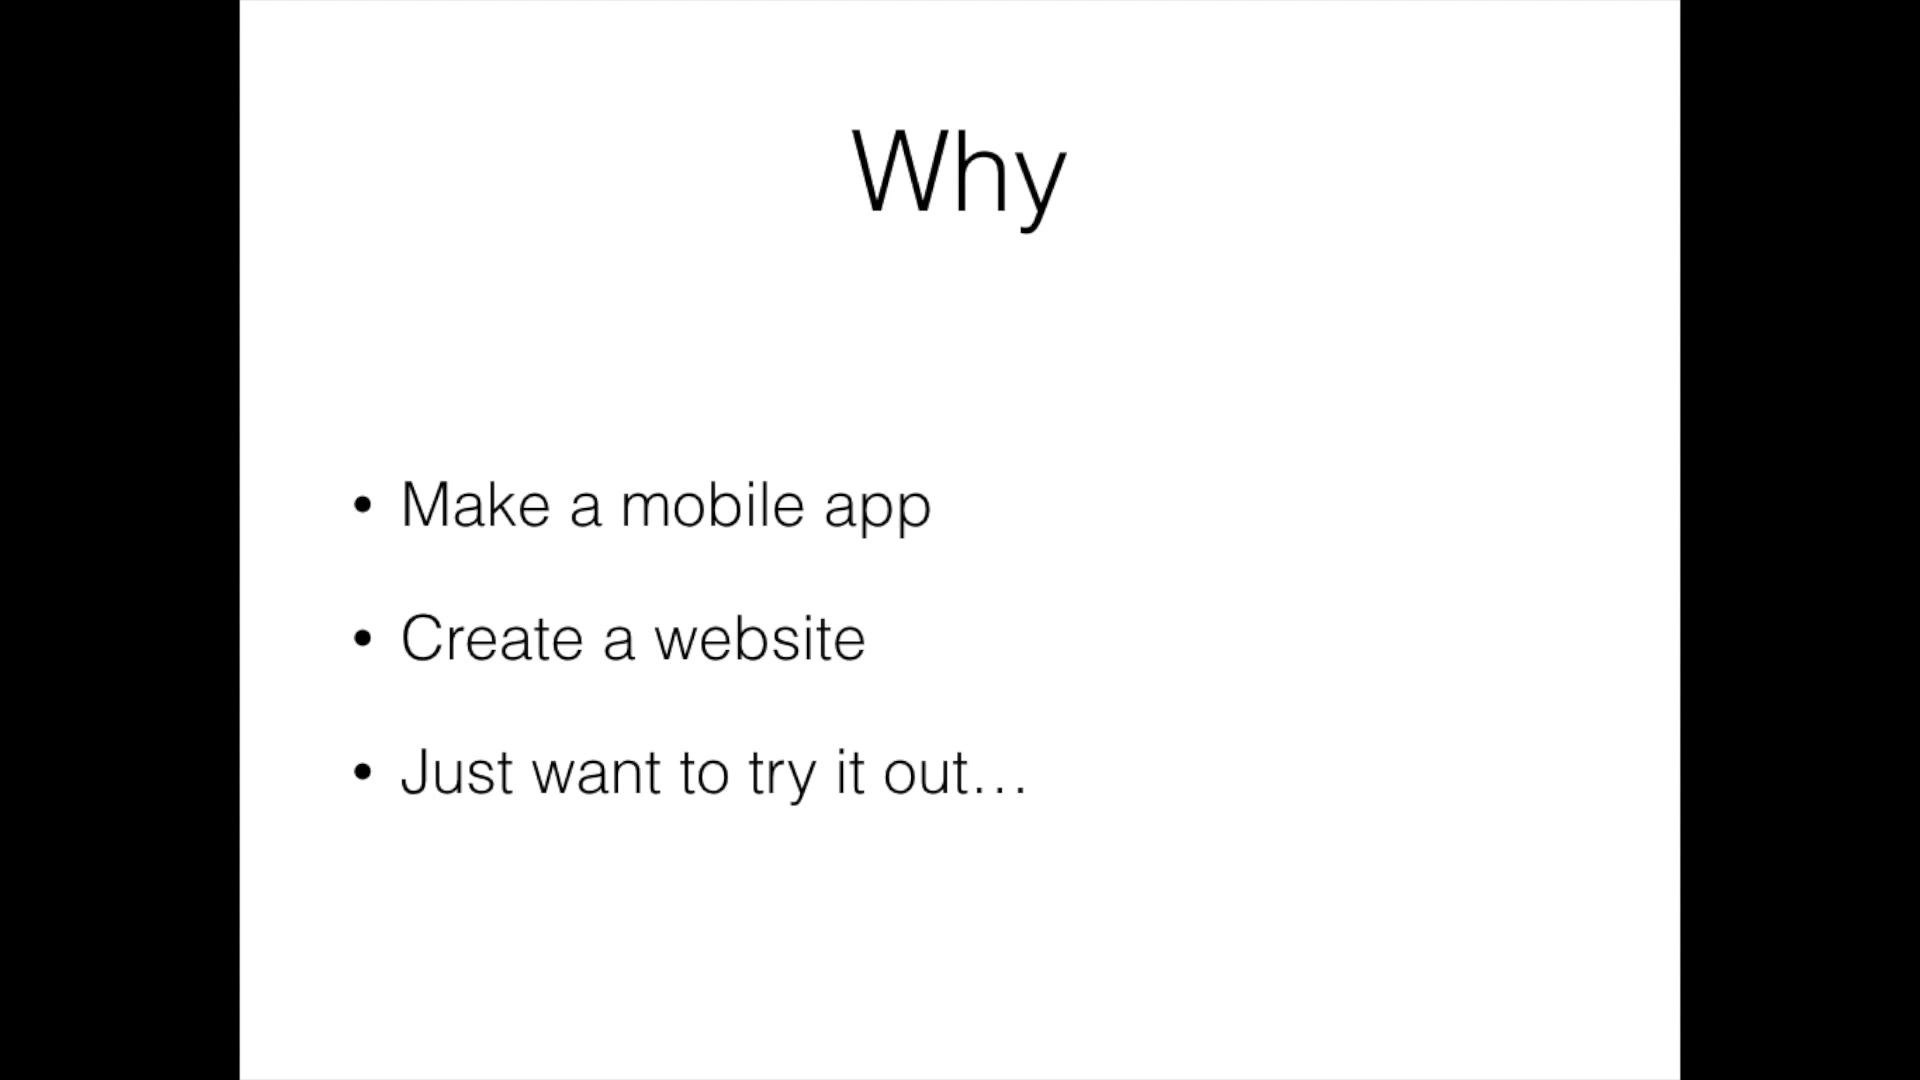 Why
• Make a mobile app
• Create a website
• Just want to try it out…